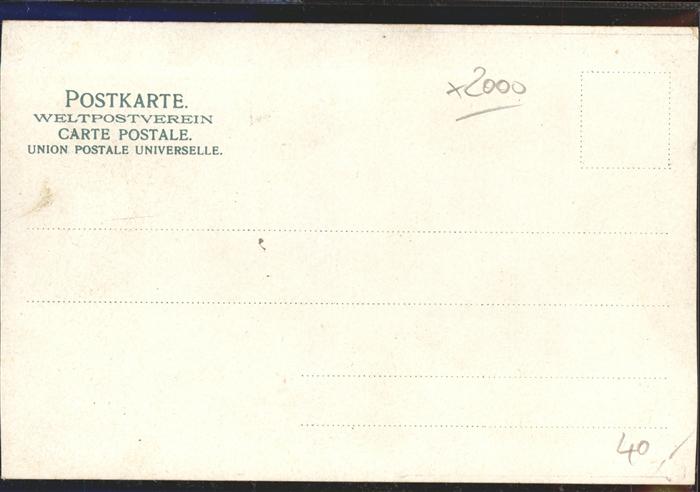 POSTKARTE.
WELTPOSTVEREIN
CARTE POSTALE.
UNION POSTALE UNIVERSELLE.
x2000
40,/